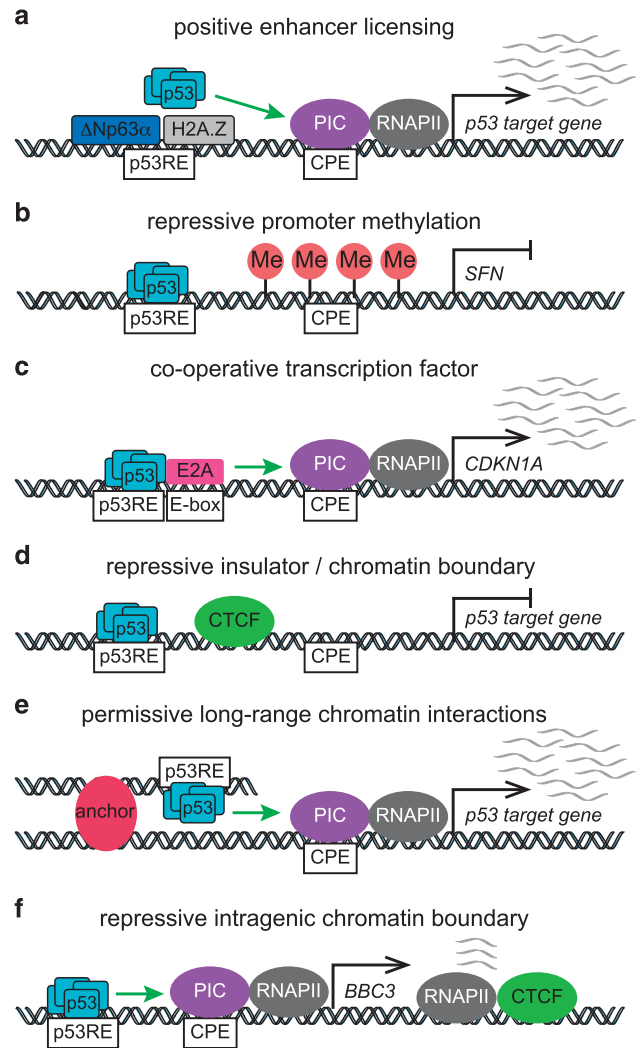 a
positive enhancer licensing
p53
ΔNp63α
H2A.Z
PIC
RNAPII
p53 target gene
p53RE
CPE
b
repressive promoter methylation
Me
Me
Me
Me
p53
SFN
p53RE
CPE
c
co-operative transcription factor
p53
E2A
PIC
RNAPII
CDKN1A
p53RE
E-box
CPE
d
repressive insulator / chromatin boundary
p53
CTCF
p53 target gene
p53RE
CPE
e
permissive long-range chromatin interactions
p53RE
anchor
p53
PIC
RNAPII
p53 target gene
CPE
f
repressive intragenic chromatin boundary
p53
PIC
RNAPII
BBC3
RNAPII
CTCF
p53RE
CPE